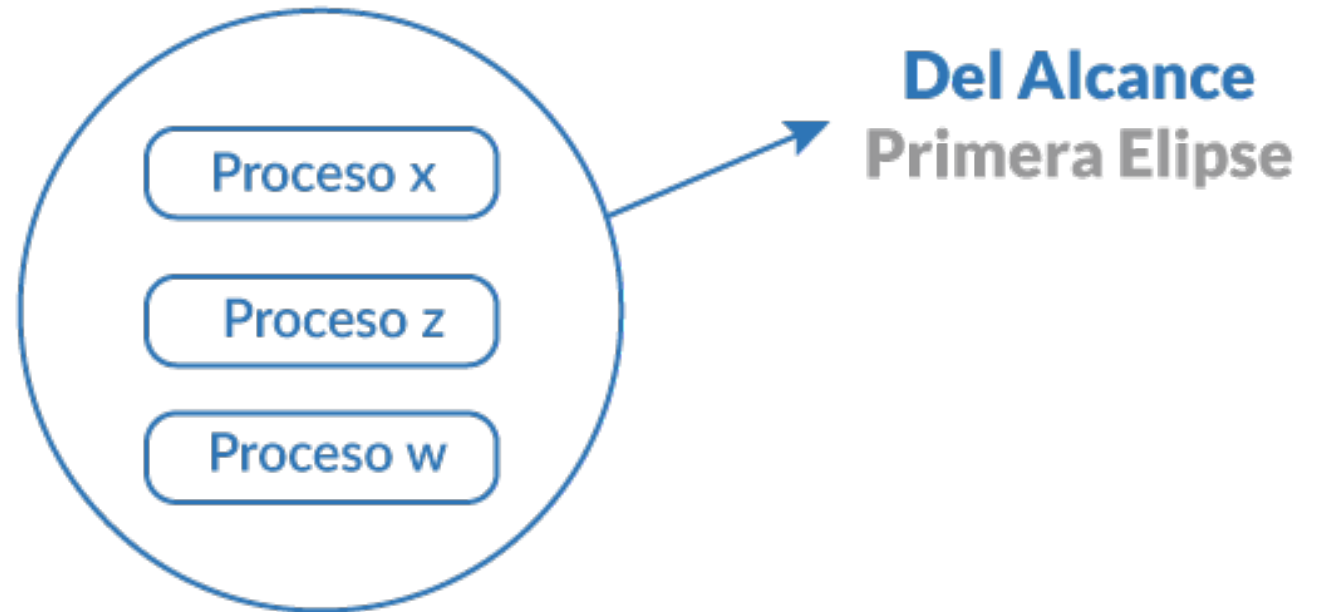 Del Alcance
Primera Elipse
Proceso x
Proceso z
Proceso w